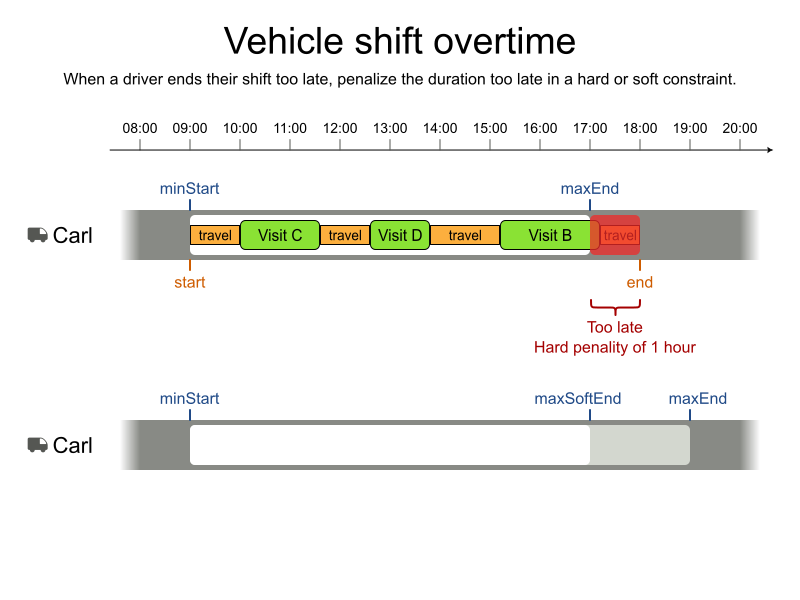 Vehicle shift overtime
When a driver ends their shift too late, penalize the duration too late in a hard or soft constraint.
08:00 09:00 10:00 11:00 12:00 13:00 14:00 15:00 16:00 17:00 18:00 19:00 20:00
minStart maxEnd
Carl travel Visit C travel Visit D travel Visit B travel
start end
Too late
Hard penality of 1 hour
minStart maxSoftEnd maxEnd
Carl